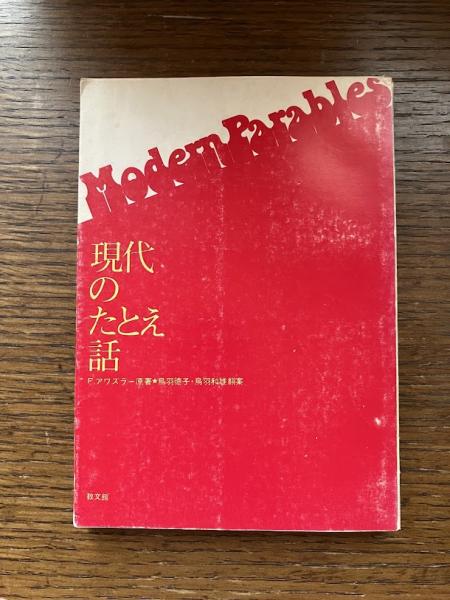 Modern Parables
現代
の
たとえ
話
F.アワズラー原著★鳥羽徳子・鳥羽和雄翻案
教文館